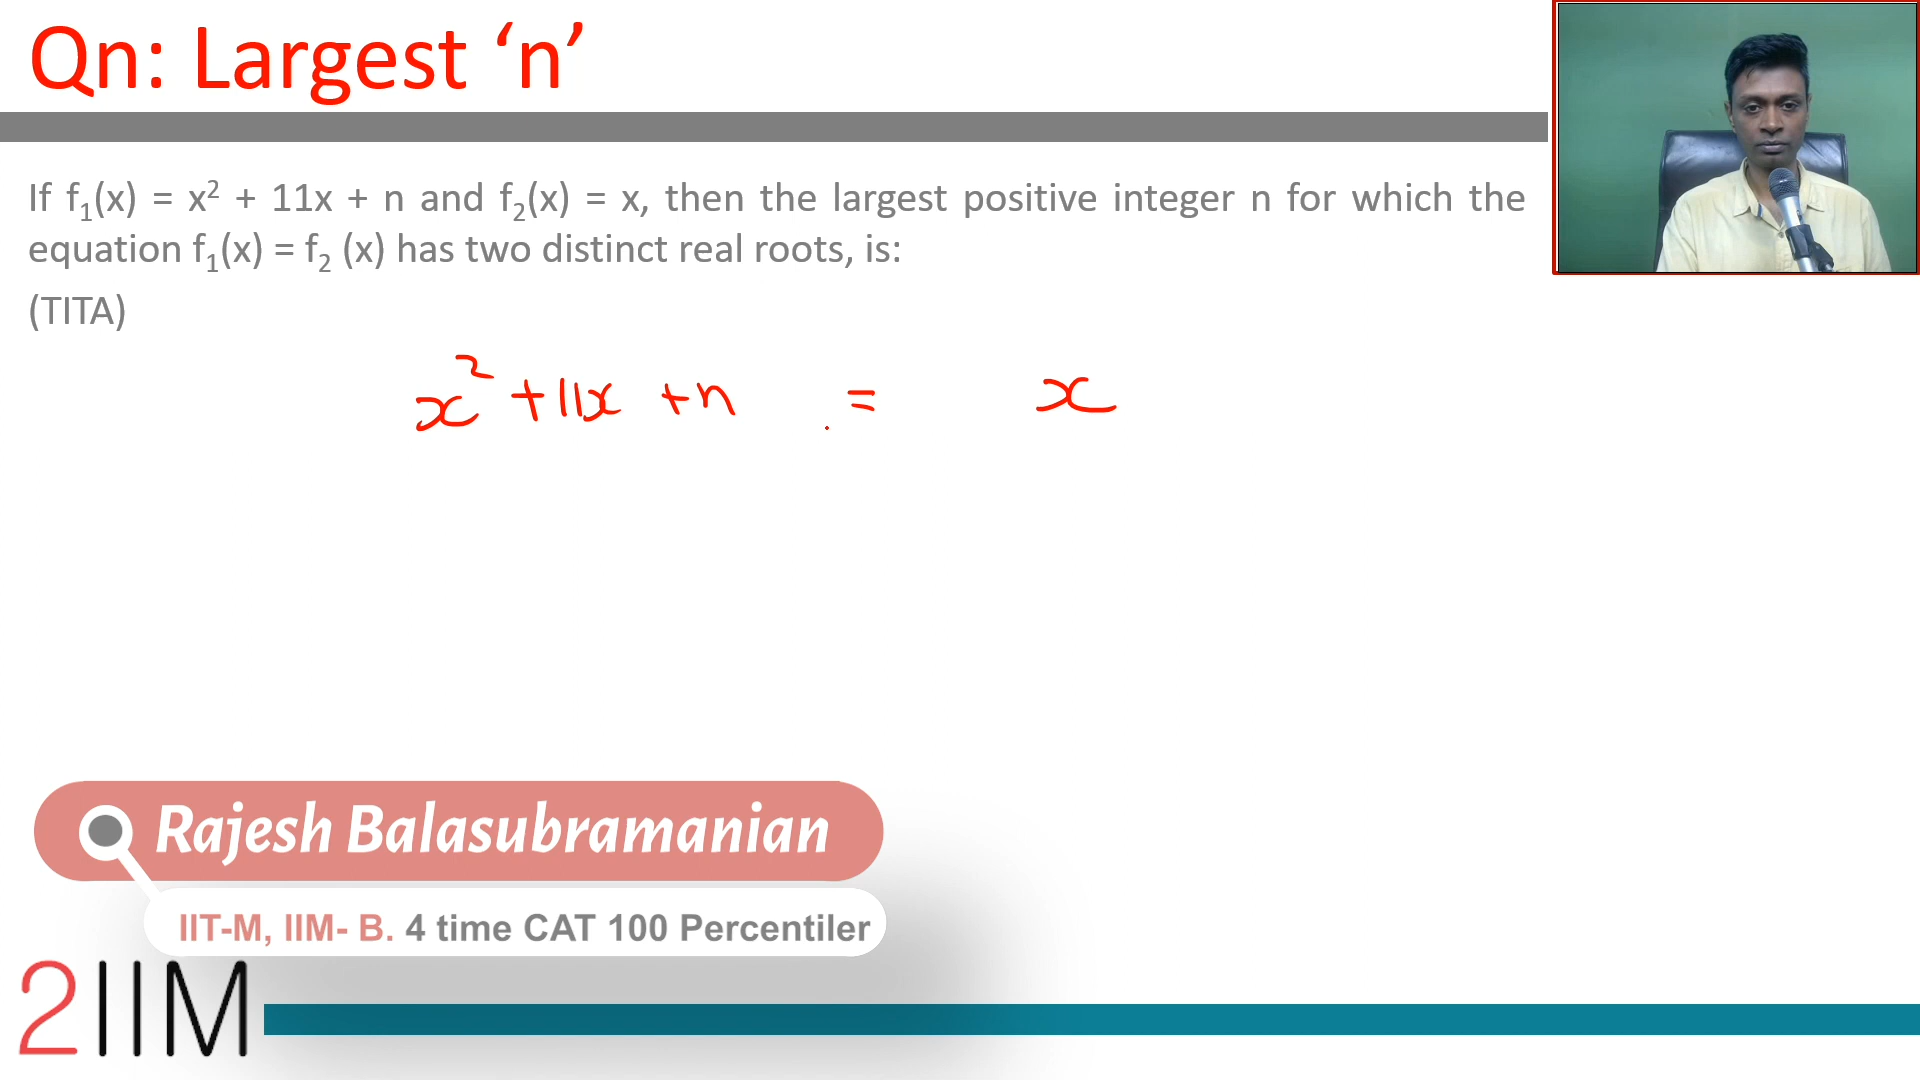 Qn: Largest ‘n’
If f₁(x) = x² + 11x + n and f₂(x) = x, then the largest positive integer n for which the
equation f₁(x) = f₂ (x) has two distinct real roots, is:
(TITA)
x² + 11x + n = x
Rajesh Balasubramanian
IIT-M, IIM- B. 4 time CAT 100 Percentiler
2IIM